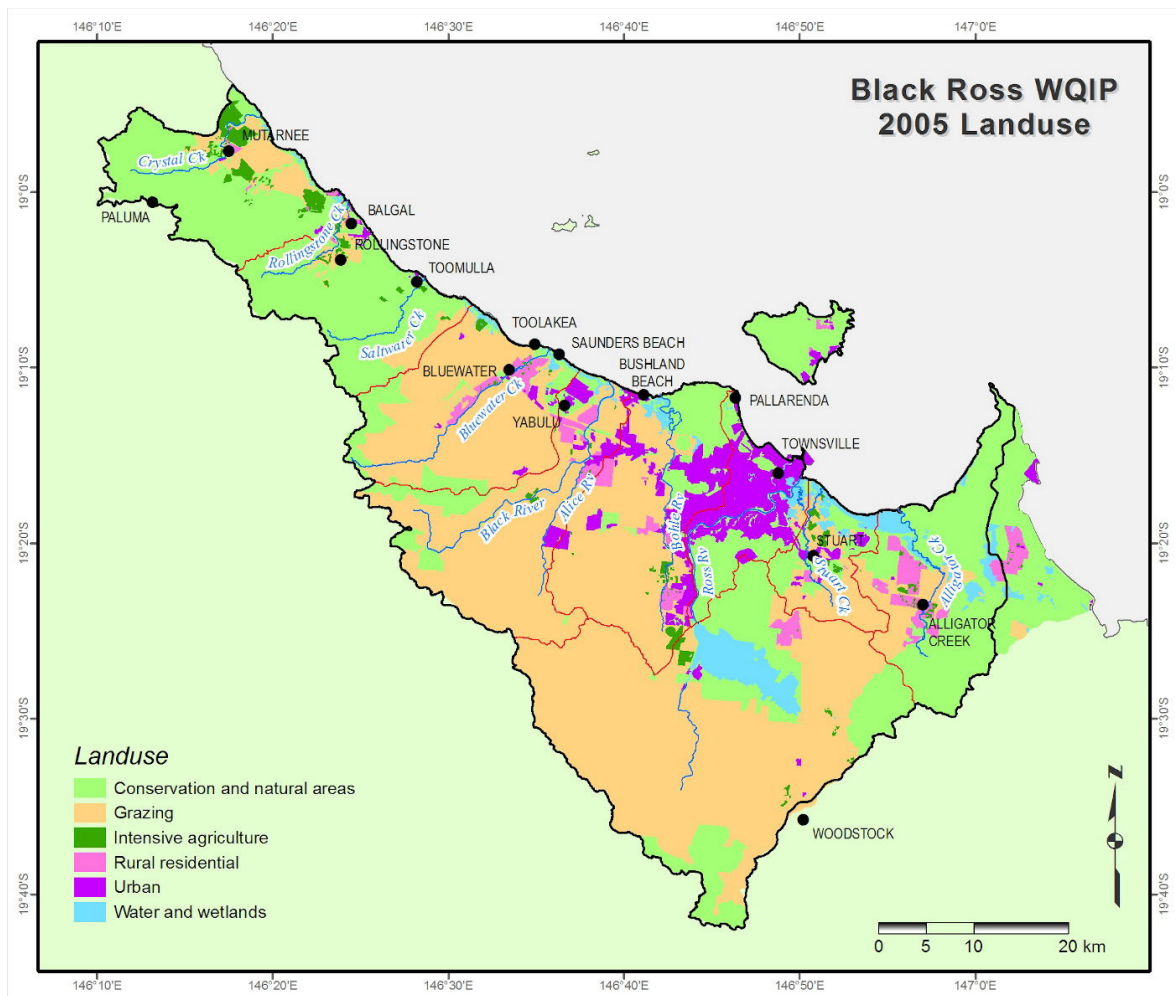 146°10'E 146°20'E 146°30'E 146°40'E 146°50'E 147°0'E
Black Ross WQIP
2005 Landuse
MUTARNEE
Crystal Ck
19°0'S
19°0'S
PALUMA
BALGAL
Rollingstone Ck
ROLLINGSTONE
TOOMULLA
Saltwater Ck
TOOLAKEA
SAUNDERS BEACH
19°10'S
19°10'S
BLUEWATER
BUSHLAND
BEACH
Bluewater Ck
PALLARENDA
YABULU
TOWNSVILLE
Black River
Alice Rv
Bohle Rv
Ross Rv
19°20'S
19°20'S
STUART
Stuart Ck
Alligator Ck
ALLIGATOR
CREEK
19°30'S
19°30'S
Landuse
Conservation and natural areas
Grazing
Intensive agriculture
Rural residential
Urban
Water and wetlands
WOODSTOCK
N
19°40'S
19°40'S
0 5 10 20 km
146°10'E 146°20'E 146°30'E 146°40'E 146°50'E 147°0'E